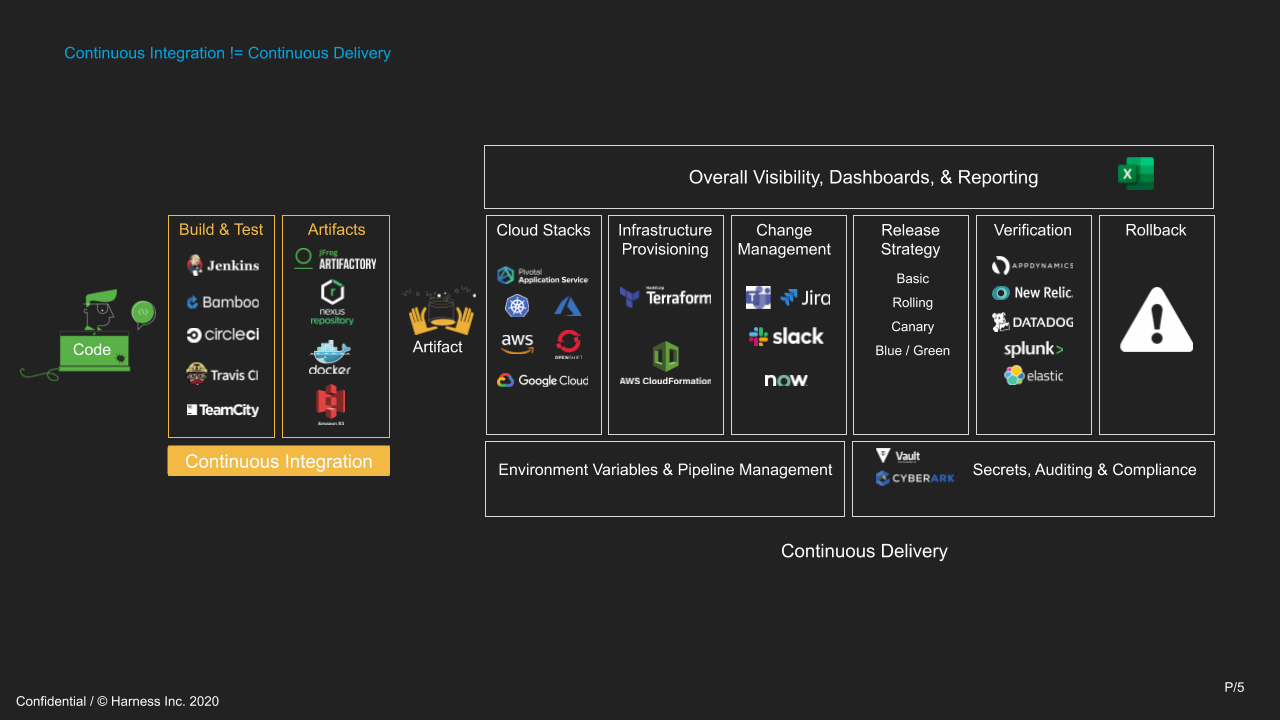 Continuous Integration != Continuous Delivery
Overall Visibility, Dashboards, & Reporting
X
Build & Test
Jenkins
Bamboo
circleci
Travis CI
TeamCity
Artifacts
JFrog
ARTIFACTORY
nexus
repository
docker
Amazon S3
Code
Continuous Integration
Artifact
Cloud Stacks
Pivotal
Application Service
aws
OPENSHIFT
Google Cloud
Infrastructure
Provisioning
HashiCorp
Terraform
AWS CloudFormation
Change
Management
Jira
slack
now
Release
Strategy
Basic
Rolling
Canary
Blue / Green
Verification
APPDYNAMICS
New Relic.
DATADOG
splunk>
elastic
Rollback
Environment Variables & Pipeline Management
Vault
CYBERARK
Secrets, Auditing & Compliance
Continuous Delivery
P/5
Confidential / © Harness Inc. 2020